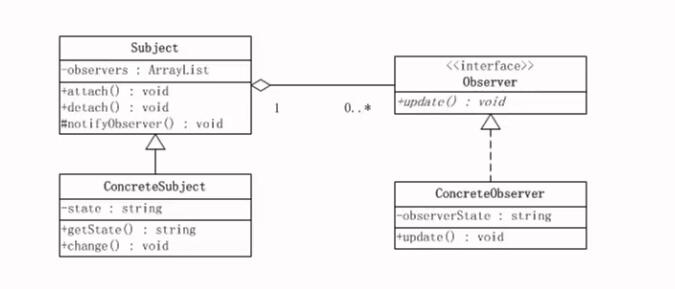 Subject
-observers : ArrayList
+attach() : void
+detach() : void
#notifyObserver() : void
1
0..*
<<interface>>
Observer
+update() : void
ConcreteSubject
-state : string
+getState() : string
+change() : void
ConcreteObserver
-observerState : string
+update() : void